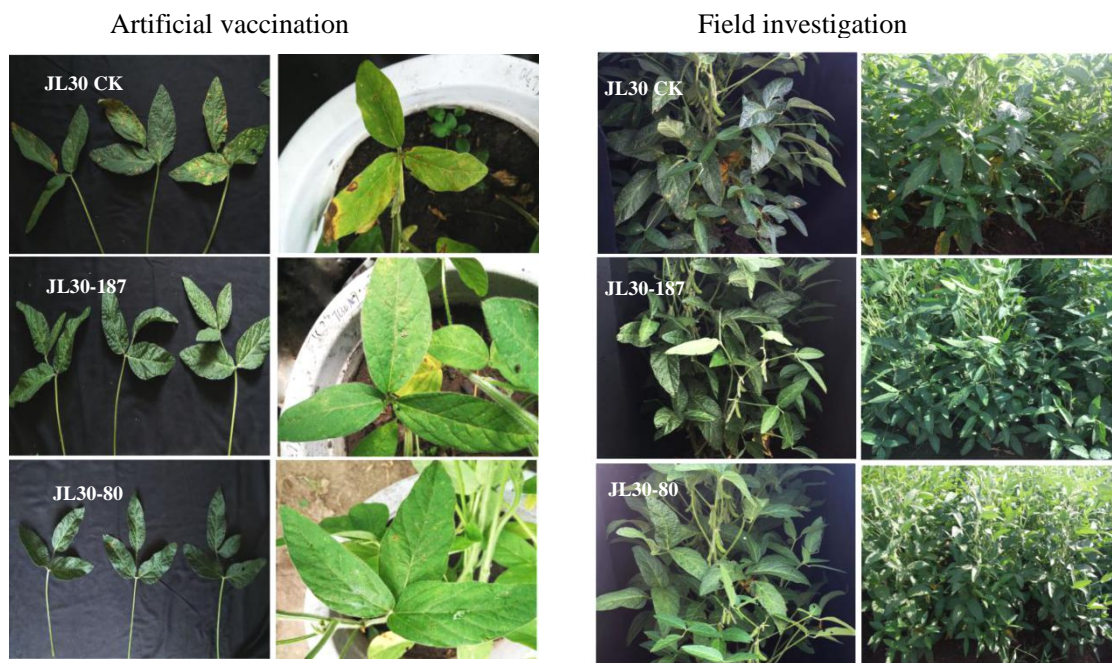 Artificial vaccination
Field investigation
JL30 CK
JL30 CK
JL30-187
JL30-187
JL30-80
JL30-80